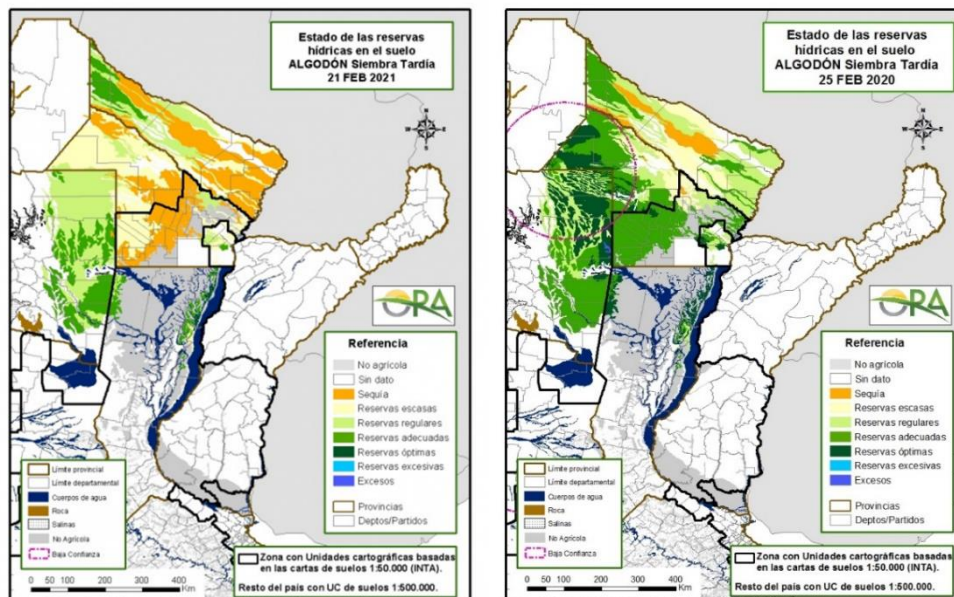 Estado de las reservas
hídricas en el suelo
ALGODÓN Siembra Tardía
21 FEB 2021
N
W
E
S
ORA
Referencia
No agrícola
Sin dato
Sequía
Reservas escasas
Reservas regulares
Reservas adecuadas
Reservas óptimas
Reservas excesivas
Excesos
Provincias
Deptos/Partidos
Límite provincial
Límite departamental
Cuerpos de agua
Roca
Salinas
No Agrícola
Baja Confianza
Zona con Unidades cartográficas basadas
en las cartas de suelos 1:50.000 (INTA).
Resto del país con UC de suelos 1:500.000.
0 50 100 200 300 400
Km
Estado de las reservas
hídricas en el suelo
ALGODÓN Siembra Tardía
25 FEB 2020
N
W
E
S
ORA
Referencia
No agrícola
Sin dato
Sequía
Reservas escasas
Reservas regulares
Reservas adecuadas
Reservas óptimas
Reservas excesivas
Excesos
Provincias
Deptos/Partidos
Límite provincial
Límite departamental
Cuerpos de agua
Roca
Salinas
No Agrícola
Baja Confianza
Zona con Unidades cartográficas basadas
en las cartas de suelos 1:50.000 (INTA).
Resto del país con UC de suelos 1:500.000.
0 50 100 200 300 400
Km